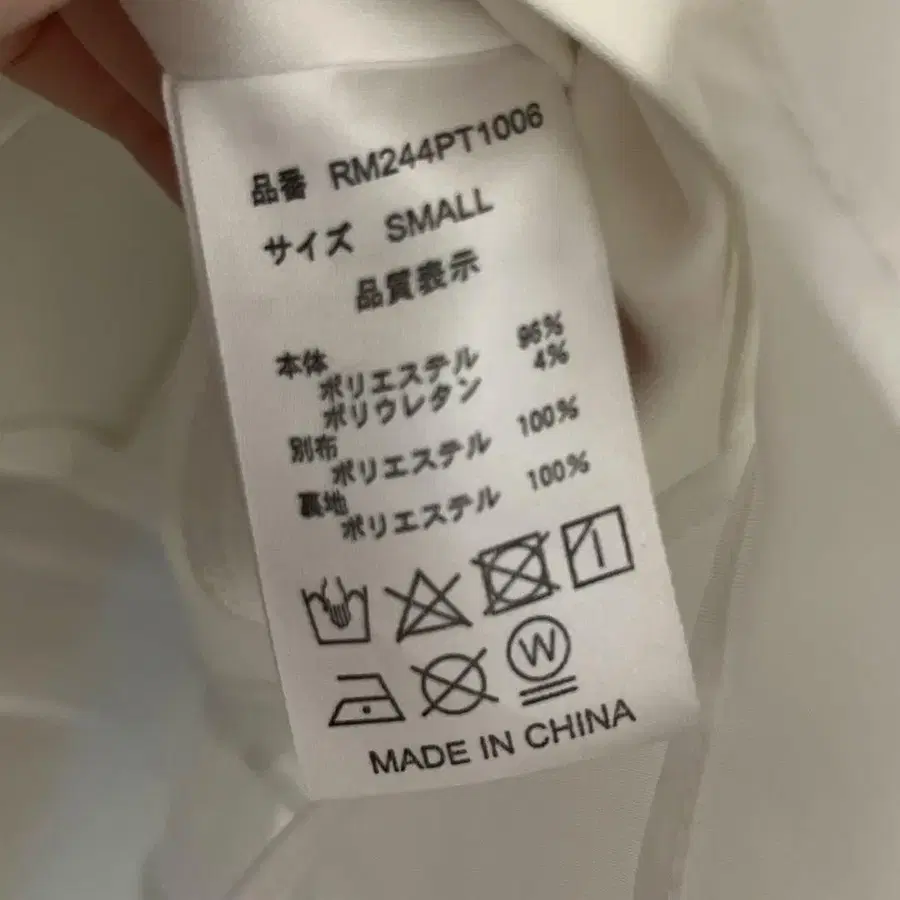 品番 RM244PT1006
サイズ SMALL
品質表示
本体
ポリエステル 96%
ポリウレタン 4%
別布
ポリエステル 100%
裏地
ポリエステル 100%
W
MADE IN CHINA